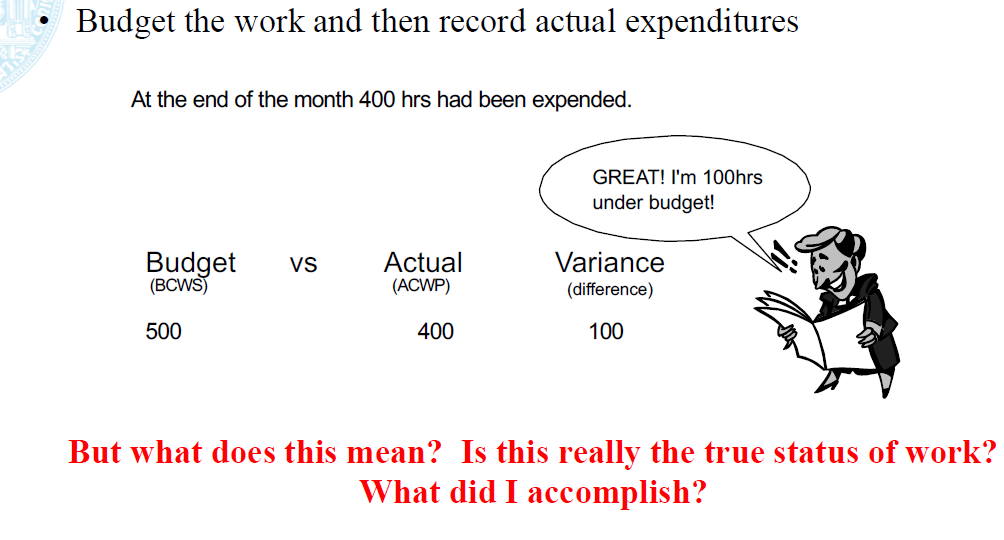 • Budget the work and then record actual expenditures
At the end of the month 400 hrs had been expended.
GREAT! I'm 100hrs
under budget!
Budget vs Actual Variance
(BCWS) (ACWP) (difference)
500 400 100
But what does this mean? Is this really the true status of work?
What did I accomplish?